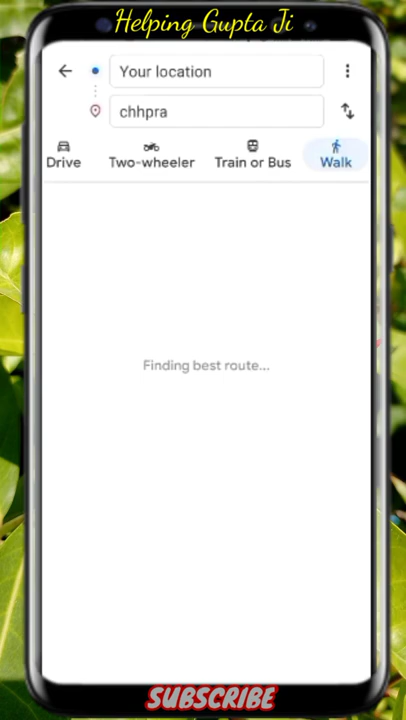 Helping Gupta Ji
Your location
chhpra
Drive Two-wheeler Train or Bus Walk
Finding best route...
SUBSCRIBE